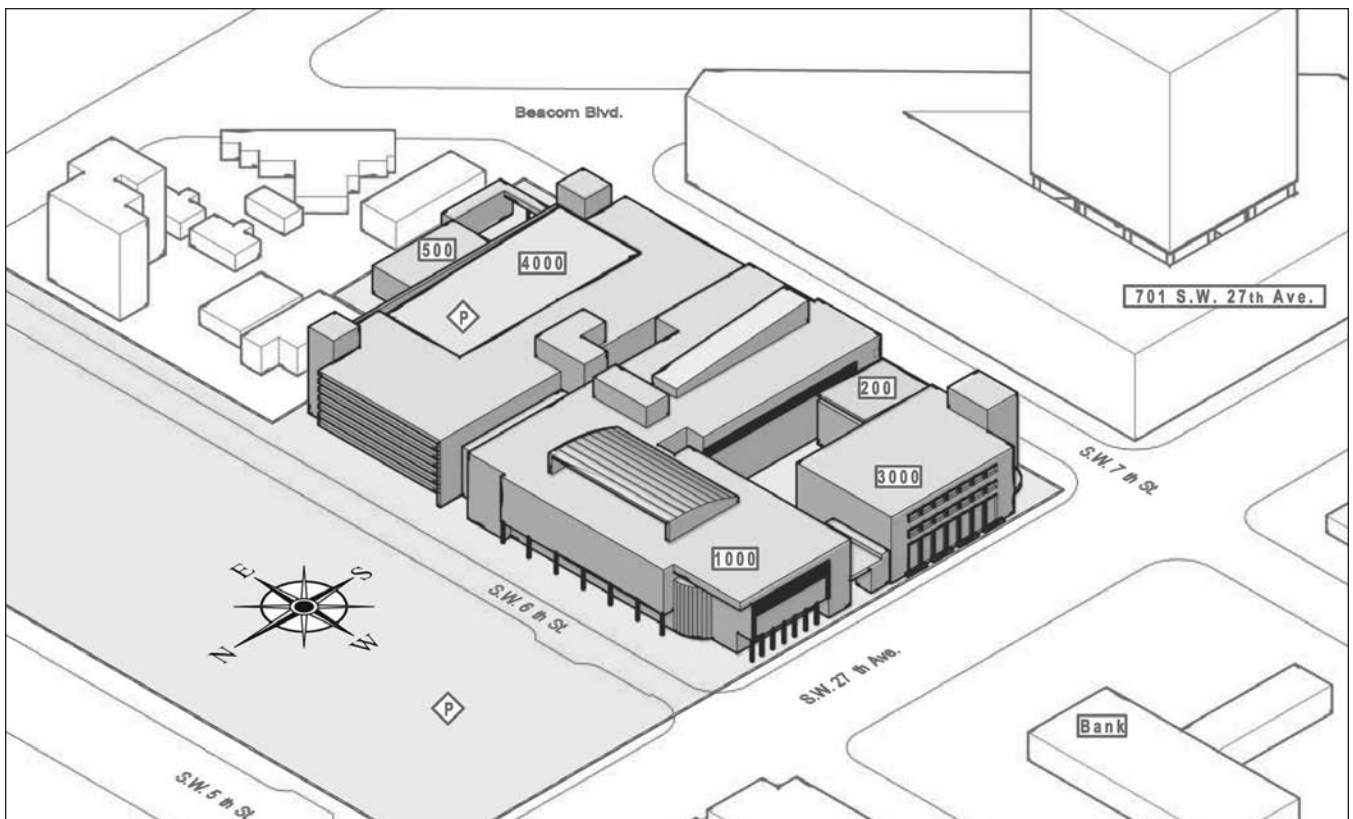 Beacom Blvd.
500
4000
P
701 S.W. 27th Ave.
200
S.W. 7 th St.
3000
1000
E
S
N
W
S.W. 6 th St.
S.W. 27 th Ave.
P
Bank
S.W. 5 th St.